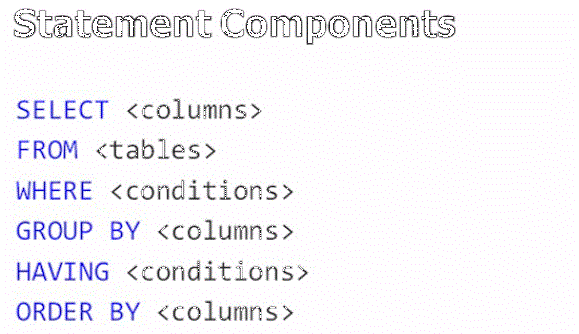 Statement Components
SELECT <columns>
FROM <tables>
WHERE <conditions>
GROUP BY <columns>
HAVING <conditions>
ORDER BY <columns>